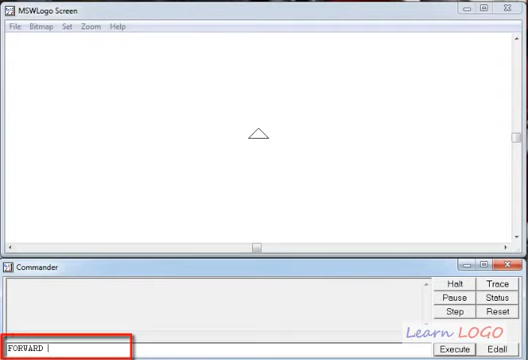 MSWLogo Screen
File Bitmap Set Zoom Help
Commander
Halt Trace
Pause Status
Step Reset
Learn LOGO
FORWARD
Execute Edall